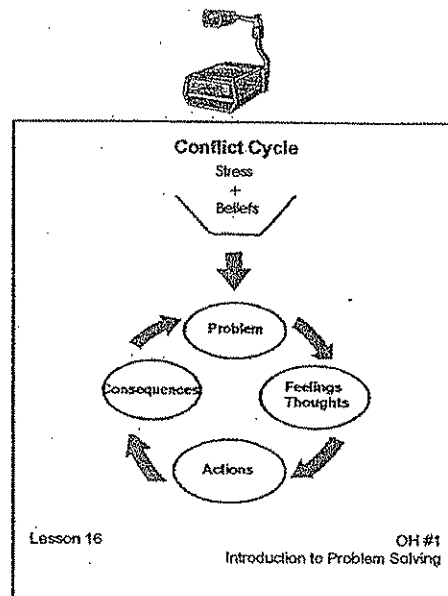 Conflict Cycle
Stress
+
Beliefs
Problem
Feelings
Thoughts
Actions
Consequences
Lesson 16
OH #1
Introduction to Problem Solving